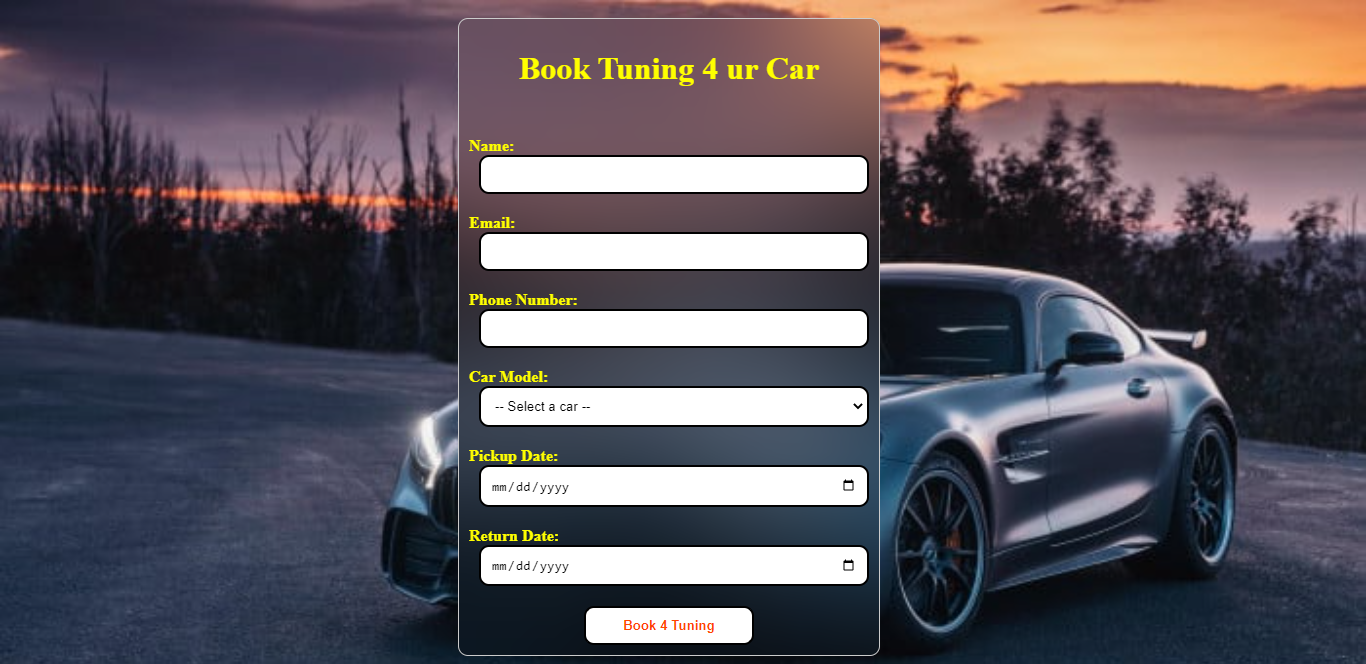 Book Tuning 4 ur Car
Name:
Email:
Phone Number:
Car Model:
-- Select a car --
Pickup Date:
mm/dd/yyyy
Return Date:
mm/dd/yyyy
Book 4 Tuning